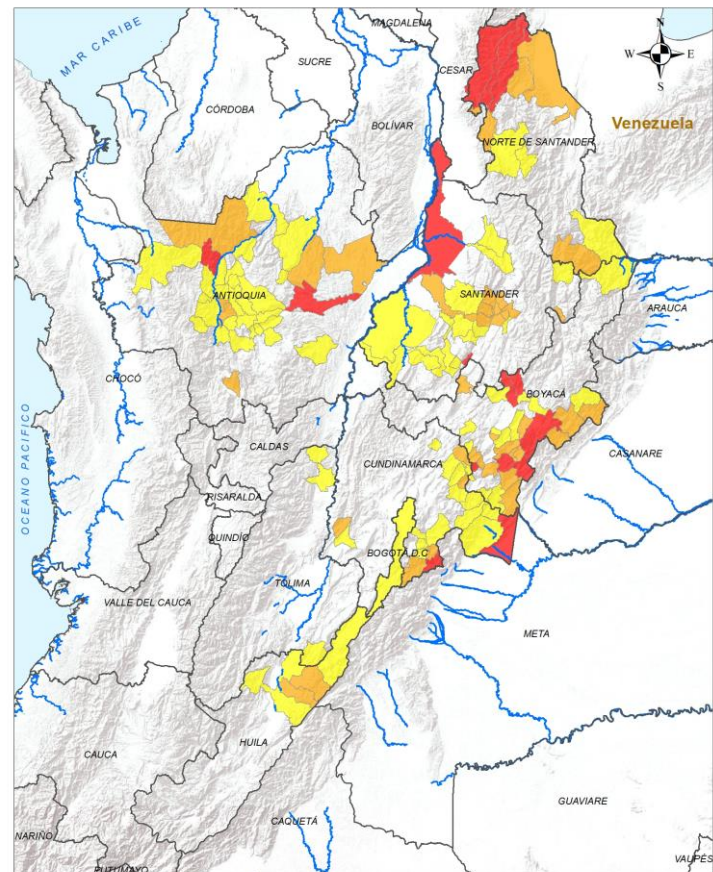 MAGDALENA
MAR CARIBE
SUCRE
CESAR
N
W E
S
CÓRDOBA
BOLÍVAR
Venezuela
NORTE DE SANTANDER
ANTIOQUIA
SANTANDER
ARAUCA
CHOCÓ
BOYACÁ
CALDAS
CUNDINAMARCA
CASANARE
OCEANO PACIFICO
RISARALDA
QUINDÍO
BOGOTÁ D.C
TOLIMA
VALLE DEL CAUCA
META
HUILA
CAUCA
GUAVIARE
CAQUETÁ
NARIÑO
PUTUMAYO
VAUPÉS